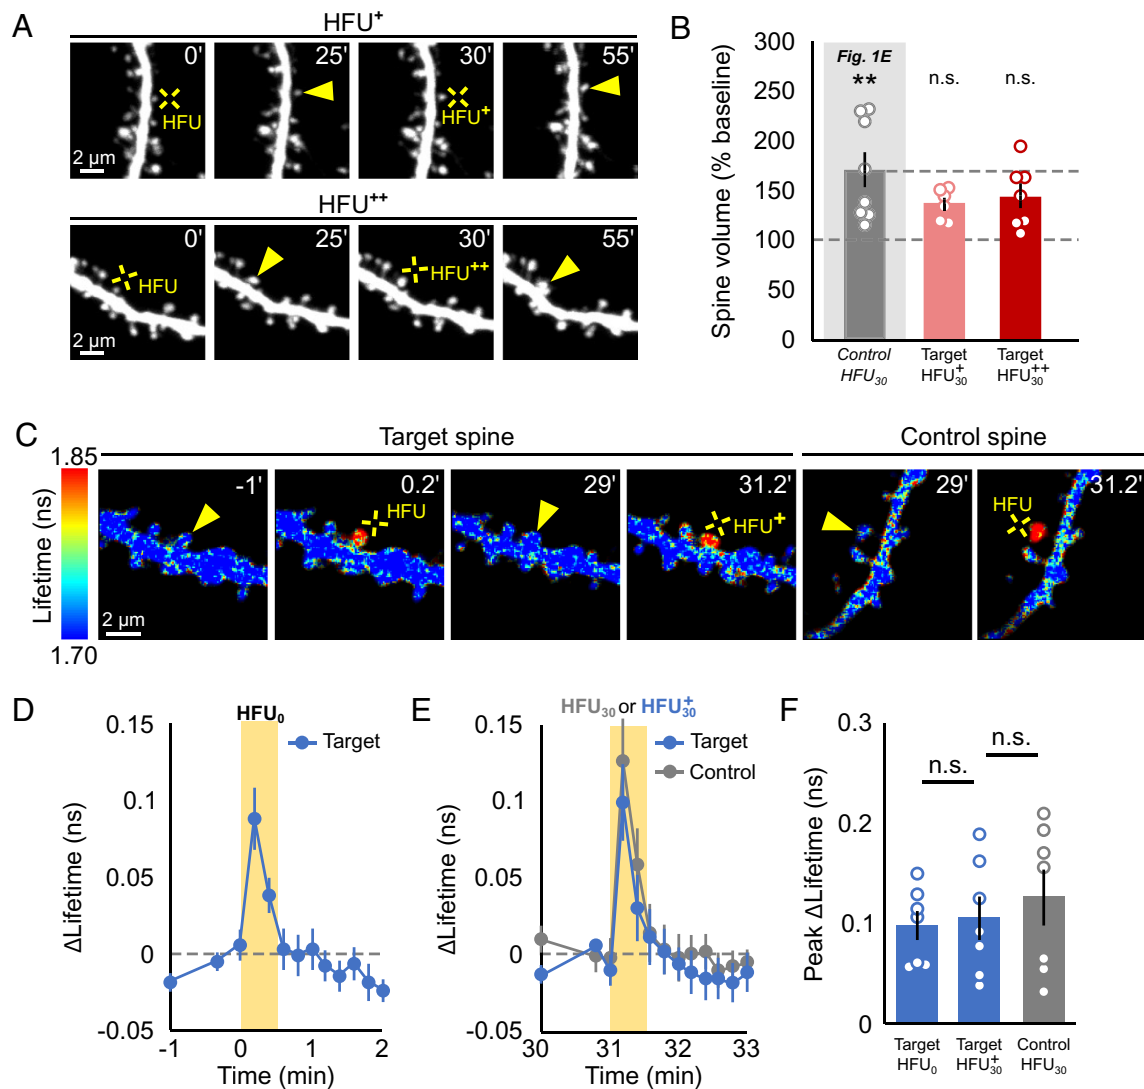 A
HFU+
0'
25'
30'
55'
HFU
HFU+
2 µm
HFU++
0'
25'
30'
55'
HFU
HFU++
2 µm
B
300
250
200
150
100
50
0
Spine volume (% baseline)
Fig. 1E
**
n.s.
n.s.
Control
HFU30
Target
HFU+30
Target
HFU++30
C
Target spine
Control spine
1.85
1.70
Lifetime (ns)
-1'
0.2'
29'
31.2'
29'
31.2'
HFU
HFU+
HFU
2 µm
D
HFU0
Target
0.15
0.1
0.05
0
-0.05
ΔLifetime (ns)
-1
0
1
2
Time (min)
E
HFU30 or HFU+30
Target
Control
0.15
0.1
0.05
0
-0.05
ΔLifetime (ns)
30
31
32
33
Time (min)
F
0.3
0.2
0.1
0
Peak ΔLifetime (ns)
n.s.
n.s.
Target
HFU0
Target
HFU+30
Control
HFU30